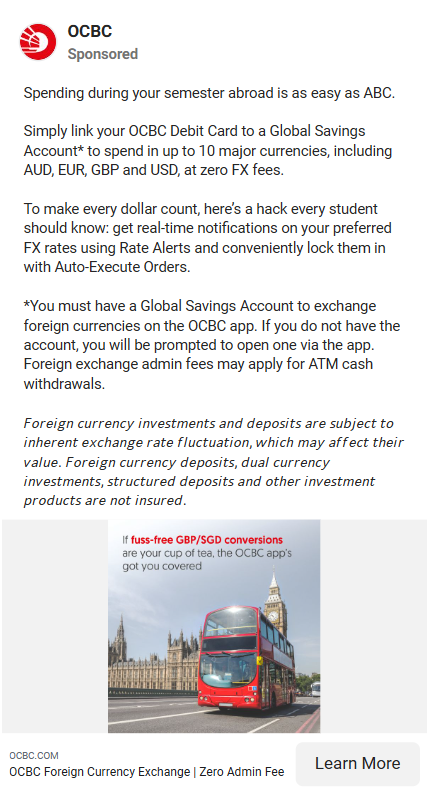 OCBC
Sponsored
Spending during your semester abroad is as easy as ABC.
Simply link your OCBC Debit Card to a Global Savings
Account* to spend in up to 10 major currencies, including
AUD, EUR, GBP and USD, at zero FX fees.
To make every dollar count, here’s a hack every student
should know: get real-time notifications on your preferred
FX rates using Rate Alerts and conveniently lock them in
with Auto-Execute Orders.
*You must have a Global Savings Account to exchange
foreign currencies on the OCBC app. If you do not have the
account, you will be prompted to open one via the app.
Foreign exchange admin fees may apply for ATM cash
withdrawals.
Foreign currency investments and deposits are subject to
inherent exchange rate fluctuation, which may affect their
value. Foreign currency deposits, dual currency
investments, structured deposits and other investment
products are not insured.
If fuss-free GBP/SGD conversions
are your cup of tea, the OCBC app's
got you covered
OCBC.COM
OCBC Foreign Currency Exchange | Zero Admin Fee
Learn More